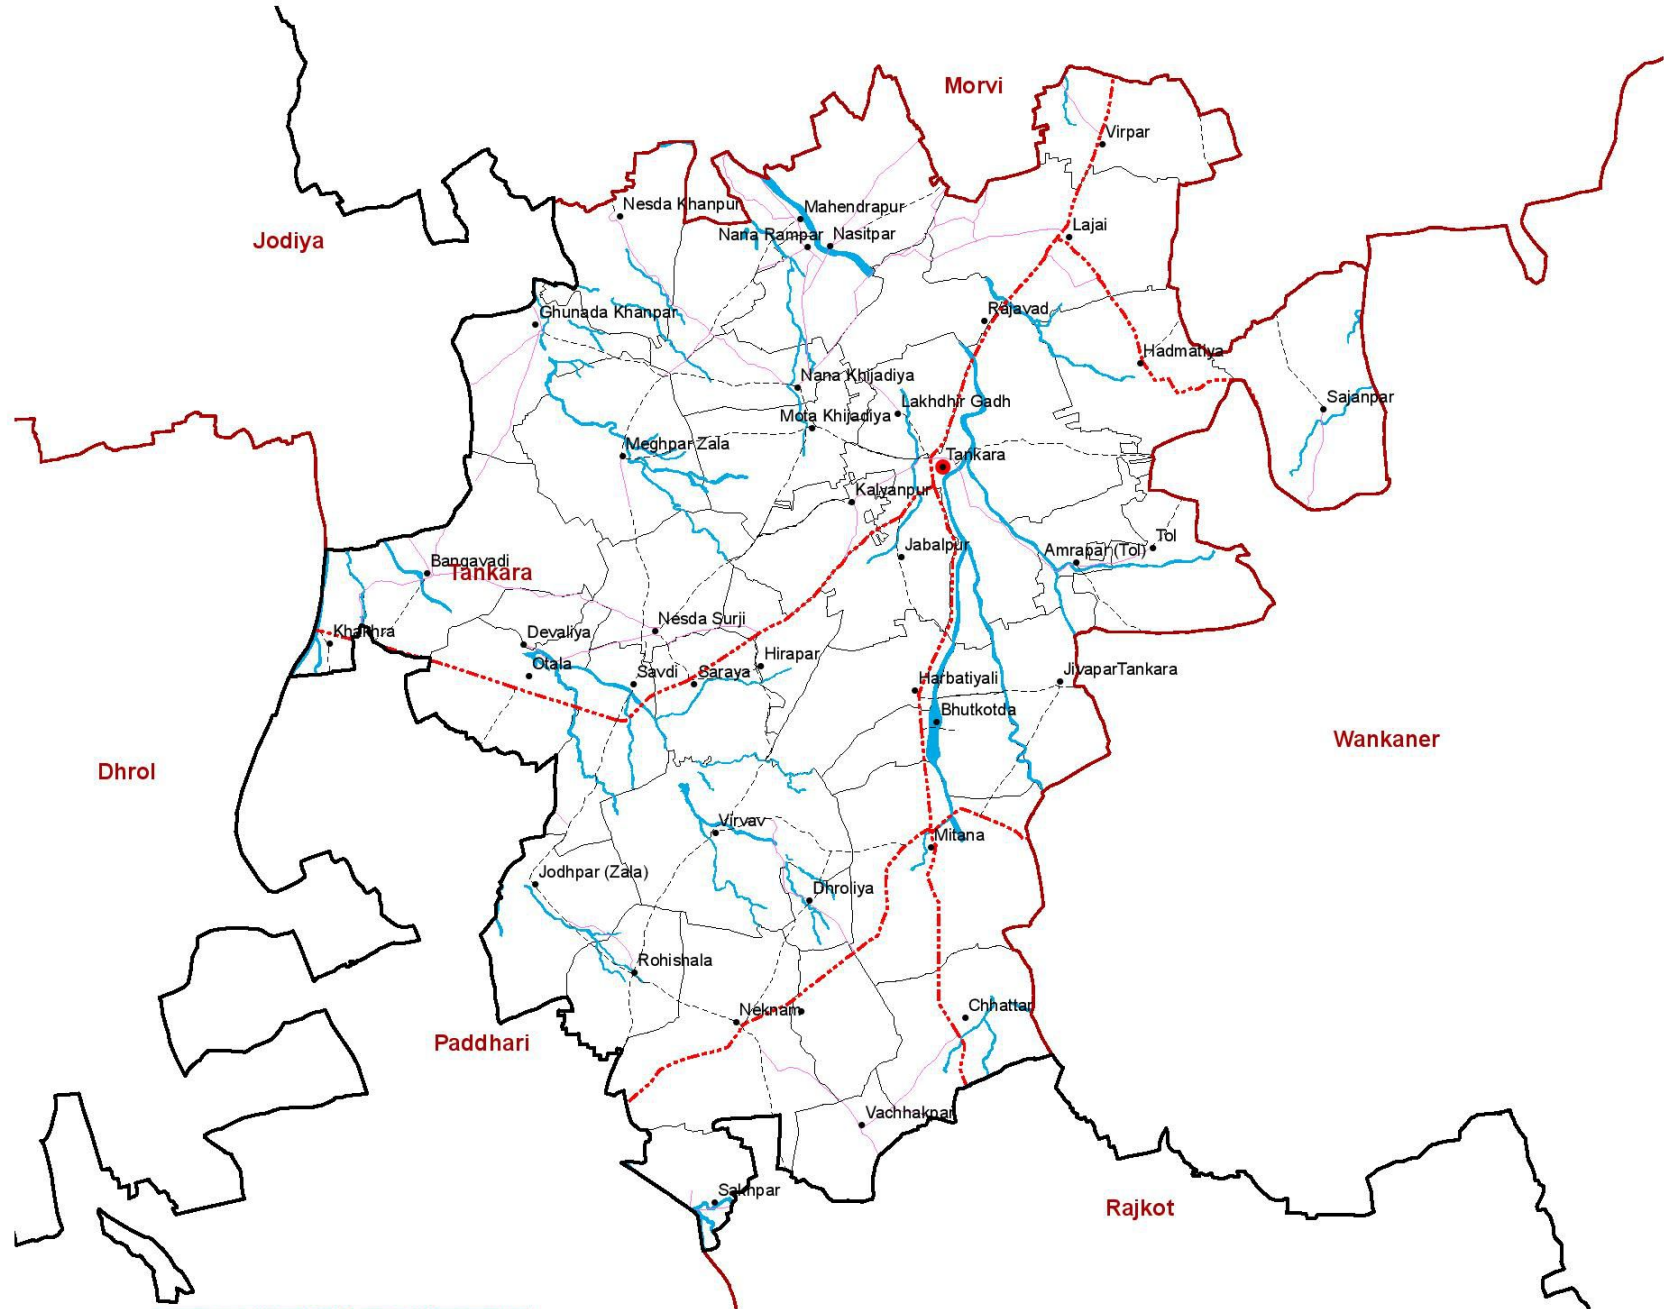 Morvi
Virpar
Nesda Khanpur
Mahendrapur
Lajai
Nana Rampar
Nasitpar
Jodiya
Ghunada Khanpar
Rajavad
Hadmatiya
Nana Khijadiya
Sajanpar
Lakhdhir Gadh
Mota Khijadiya
Meghpar Zala
Tankara
Kalyanpur
Tol
Jabalpur
Amrapar (Tol)
Bangavadi
Tankara
Khakhra
Nesda Surji
Devaliya
Hirapar
Otala
Savdi
Saraya
Harbatiyali
JivaparTankara
Bhutkotda
Wankaner
Dhrol
Virvav
Mitana
Jodhpar (Zala)
Dhroliya
Rohishala
Neknam
Chhattar
Paddhari
Vachhakpar
Sakhpar
Rajkot